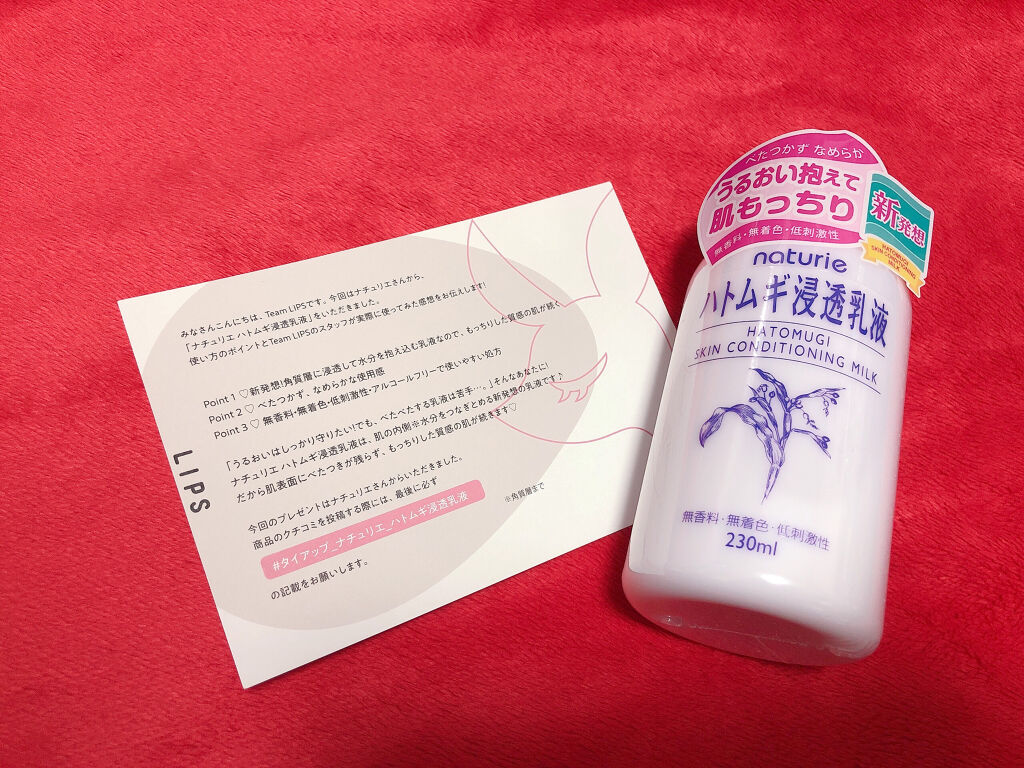 みなさんこんにちは、Team LIPSです。今回はナチュリエさんから、
「ナチュリエ ハトムギ浸透乳液」をいただきました。
使い方のポイントとTeam LIPSのスタッフが実際に使ってみた感想をお伝えします!
Point 1 ♡新発想!角質層に浸透して水分を抱え込む乳液なので、もっちりした質感の肌が続く
Point 2 ♡ べたつかず、なめらかな使用感
Point 3 ♡ 無香料・無着色・低刺激性・アルコールフリーで使いやすい処方
「うるおいはしっかり守りたい!でも、べたべたする乳液は苦手…。」そんなあなたに!
ナチュリエ ハトムギ浸透乳液は、肌の内側※水分をつなぎとめる新発想の乳液です♪
だから肌表面にべたつきが残らず、もっちりした質感の肌が続きます♡
今回のプレゼントはナチュリエさんからいただきました。
商品のクチコミを投稿する際には、最後に必ず
#タイアップ_ナチュリエ_ハトムギ浸透乳液
の記載をお願いします。
※角質層まで
LIPS
べたつかず なめらか
うるおい抱えて
肌もっちり
無香料・無着色・低刺激性
新発想
HATOMUGI
SKIN CONDITIONING
MILK
naturie
ハトムギ浸透乳液
HATOMUGI
SKIN CONDITIONING MILK
無香料・無着色・低刺激性
230ml